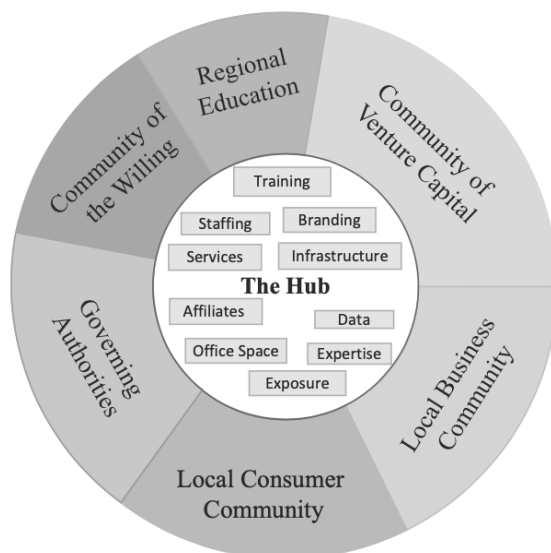 Regional
Education
Community of
Venture Capital
Community of
the Willing
Training
Staffing
Branding
Services
Infrastructure
The Hub
Affiliates
Data
Office Space
Expertise
Exposure
Governing
Authorities
Local Business
Community
Local Consumer
Community